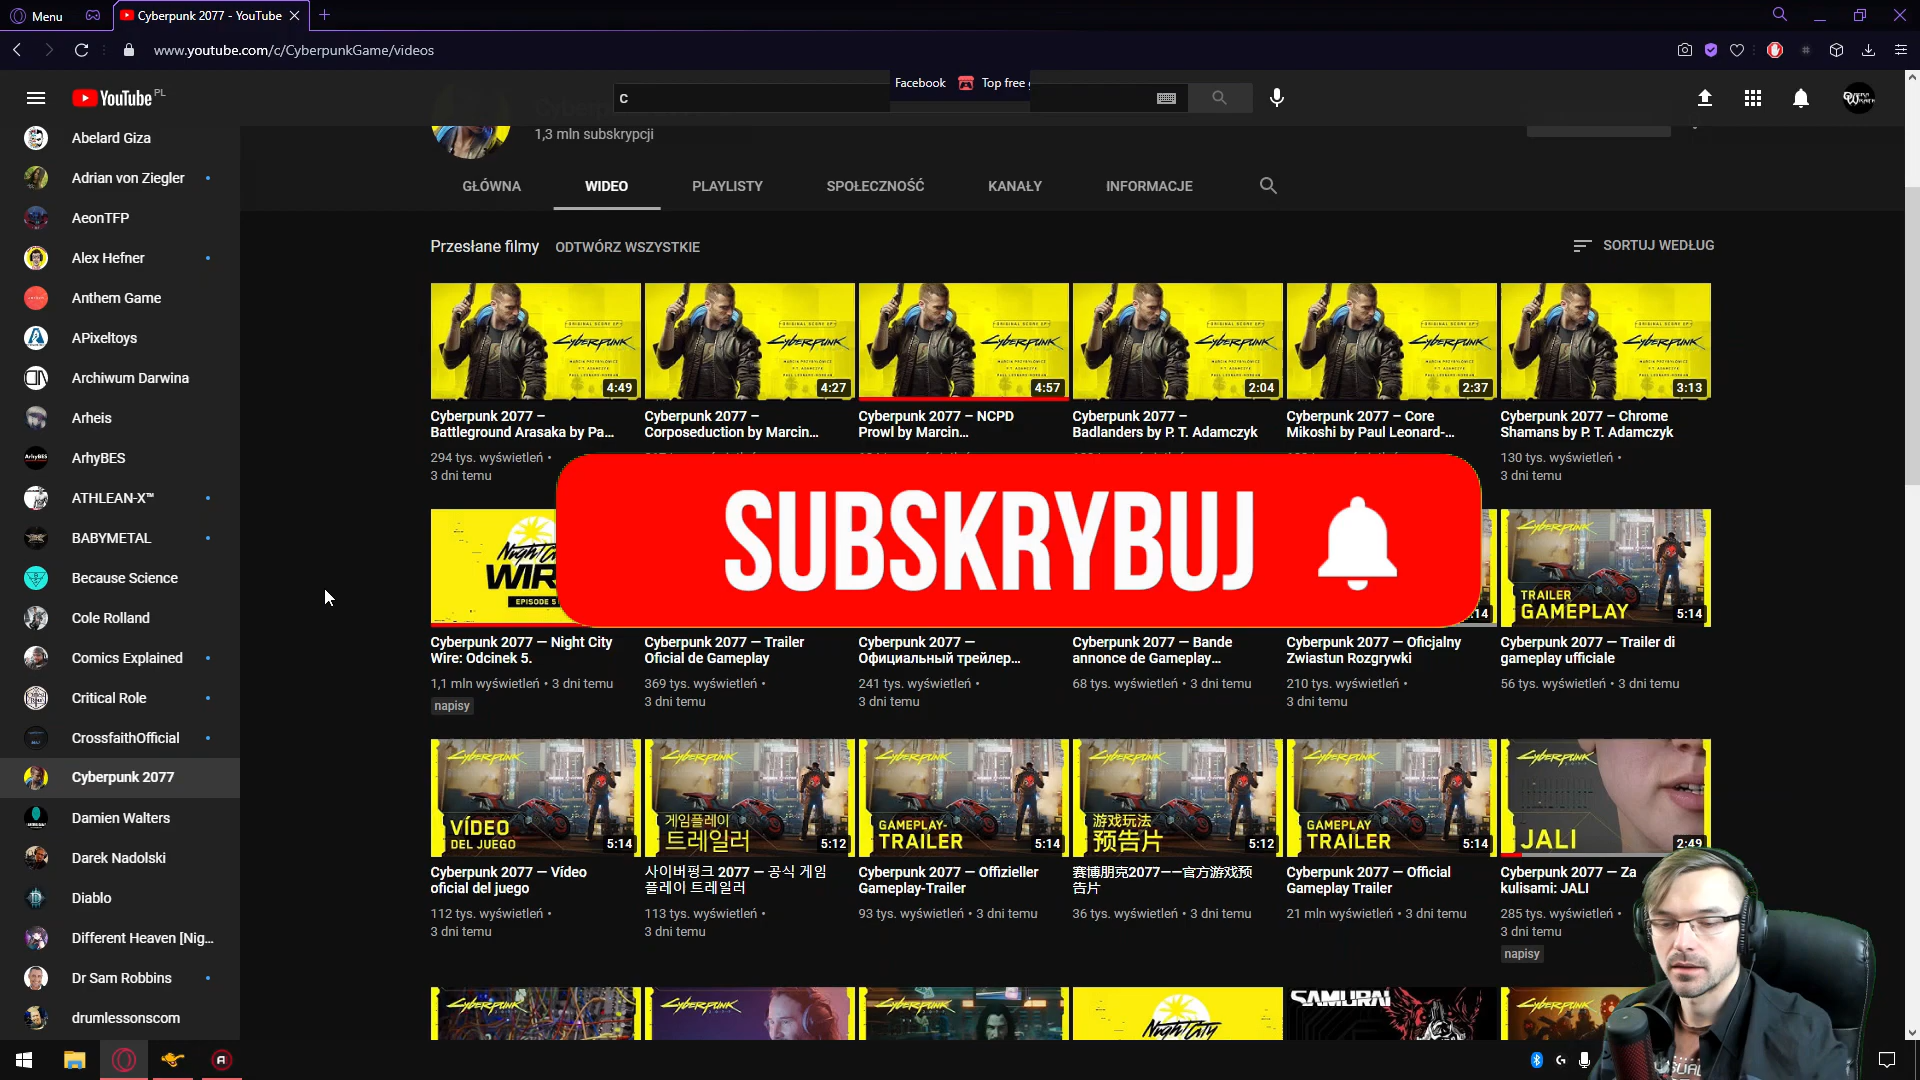 Menu
Cyberpunk 2077 - YouTube
www.youtube.com/c/CyberpunkGame/videos
YouTube PL
C
Facebook
Top free
1,3 mln subskrypcji
GŁÓWNA
WIDEO
PLAYLISTY
SPOŁECZNOŚĆ
KANAŁY
INFORMACJE
Przesłane filmy
ODTWÓRZ WSZYSTKIE
SORTUJ WEDŁUG
Abelard Giza
Adrian von Ziegler
AeonTFP
Alex Hefner
Anthem Game
APixeltoys
Archiwum Darwina
Arheis
ArhyBES
ATHLEAN-X™
BABYMETAL
Because Science
Cole Rolland
Comics Explained
Critical Role
CrossfaithOfficial
Cyberpunk 2077
Damien Walters
Darek Nadolski
Diablo
Different Heaven [Nig...
Dr Sam Robbins
drumlessonscom
4:49
4:27
4:57
2:04
2:37
3:13
Cyberpunk 2077 –
Battleground Arasaka by Pa...
294 tys. wyświetleń •
3 dni temu
Cyberpunk 2077 –
Corposeduction by Marcin...
Cyberpunk 2077 – NCPD
Prowl by Marcin...
Cyberpunk 2077 –
Badlanders by P. T. Adamczyk
Cyberpunk 2077 – Core
Mikoshi by Paul Leonard-...
Cyberpunk 2077 – Chrome
Shamans by P. T. Adamczyk
130 tys. wyświetleń •
3 dni temu
SUBSKRYBUJ
EPISODE 5
TRAILER
GAMEPLAY
5:14
Cyberpunk 2077 — Night City
Wire: Odcinek 5.
1,1 mln wyświetleń • 3 dni temu
napisy
Cyberpunk 2077 — Trailer
Oficial de Gameplay
369 tys. wyświetleń •
3 dni temu
Cyberpunk 2077 —
Официальный трейлер...
241 tys. wyświetleń •
3 dni temu
Cyberpunk 2077 — Bande
annonce de Gameplay...
68 tys. wyświetleń • 3 dni temu
Cyberpunk 2077 — Oficjalny
Zwiastun Rozgrywki
210 tys. wyświetleń •
3 dni temu
Cyberpunk 2077 — Trailer di
gameplay ufficiale
56 tys. wyświetleń • 3 dni temu
VÍDEO
DEL JUEGO
5:14
게임플레이
트레일러
5:12
GAMEPLAY-
TRAILER
5:14
游戏玩法
预告片
5:12
GAMEPLAY
TRAILER
5:14
JALI
2:49
Cyberpunk 2077 — Vídeo
oficial del juego
112 tys. wyświetleń •
3 dni temu
사이버펑크 2077 — 공식 게임
플레이 트레일러
113 tys. wyświetleń •
3 dni temu
Cyberpunk 2077 — Offizieller
Gameplay-Trailer
93 tys. wyświetleń • 3 dni temu
赛博朋克2077——官方游戏预
告片
36 tys. wyświetleń • 3 dni temu
Cyberpunk 2077 — Official
Gameplay Trailer
21 mln wyświetleń • 3 dni temu
Cyberpunk 2077 — Za
kulisami: JALI
285 tys. wyświetleń •
3 dni temu
napisy
Night City
SAMURAI